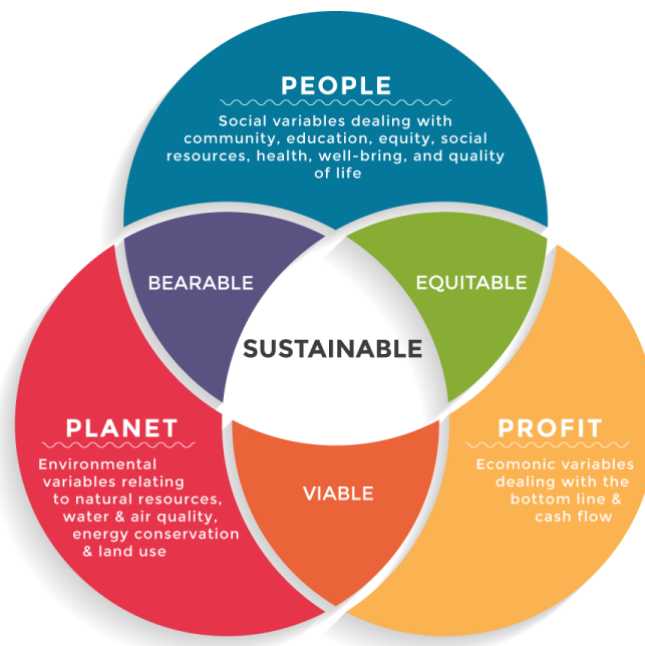 PEOPLE
Social variables dealing with
community, education, equity, social
resources, health, well-bring, and quality
of life
BEARABLE
EQUITABLE
SUSTAINABLE
PLANET
Environmental
variables relating
to natural resources,
water & air quality,
energy conservation
& land use
PROFIT
Ecomonic variables
dealing with the
bottom line &
cash flow
VIABLE